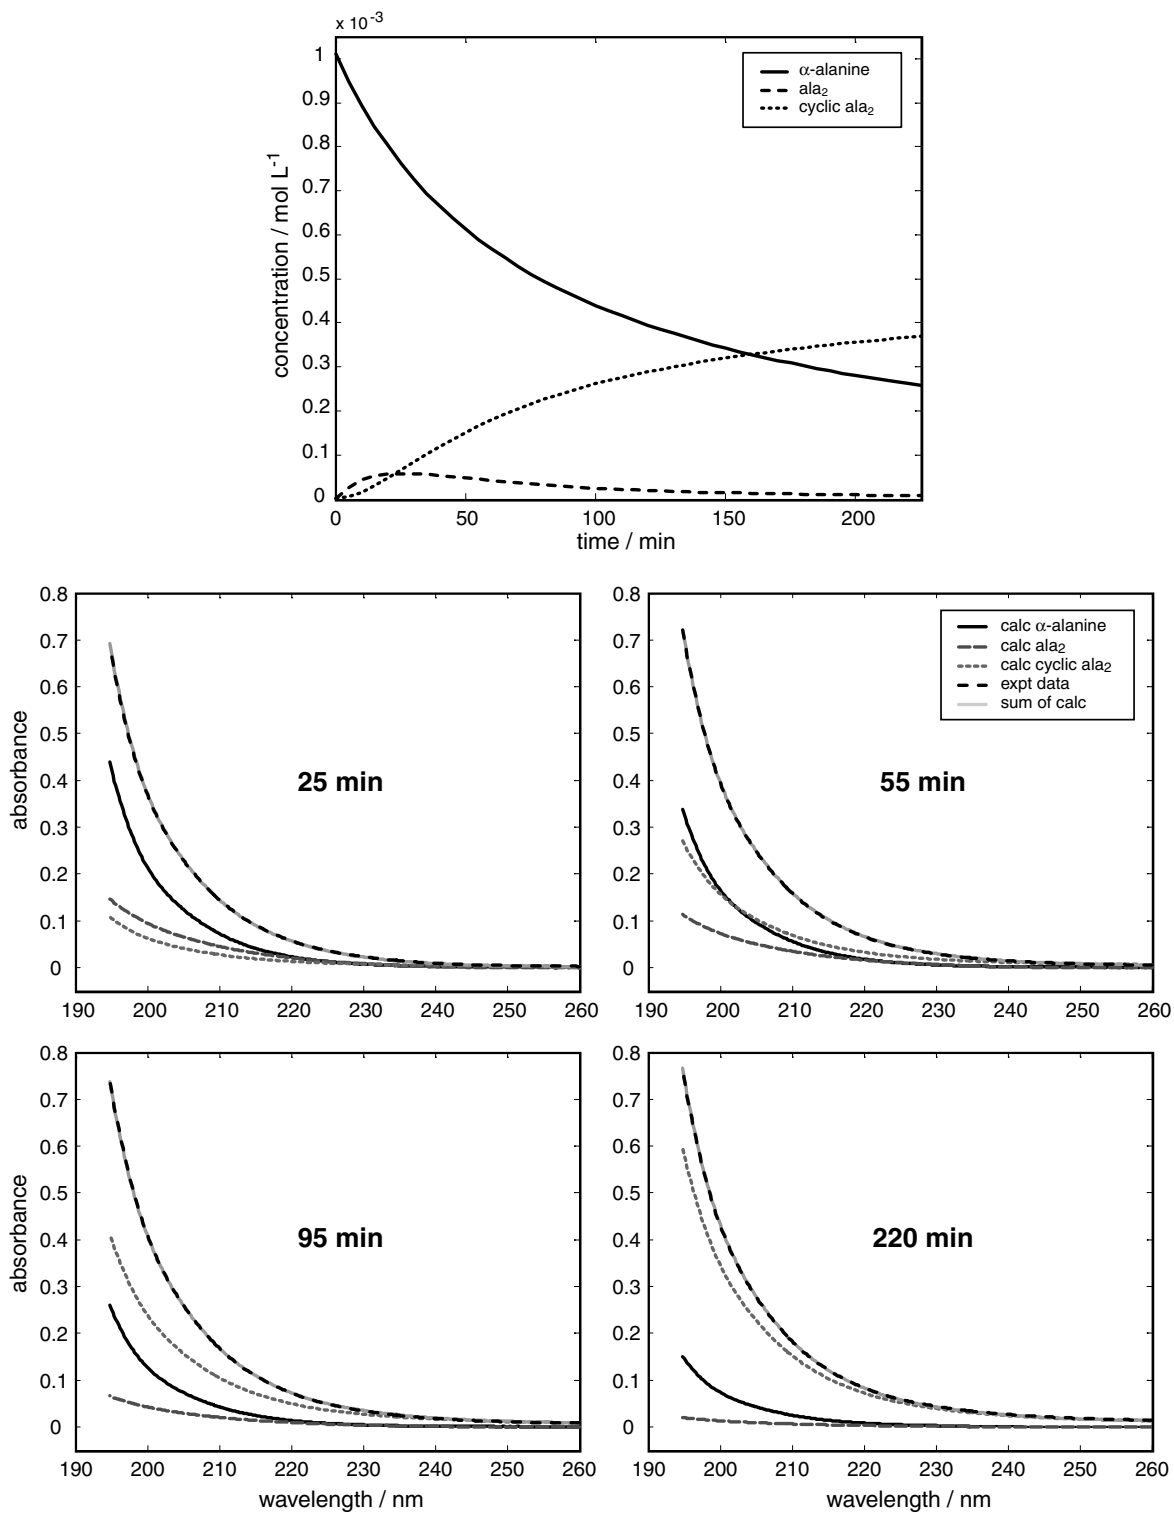 x 10-3
1
0.9
0.8
0.7
0.6
0.5
0.4
0.3
0.2
0.1
0
concentration / mol L-1
α-alanine
ala2
cyclic ala2
0 50 100 150 200
time / min
0.8
0.7
0.6
0.5
0.4
0.3
0.2
0.1
0
absorbance
25 min
190 200 210 220 230 240 250 260
0.8
0.7
0.6
0.5
0.4
0.3
0.2
0.1
0
calc α-alanine
calc ala2
calc cyclic ala2
expt data
sum of calc
55 min
190 200 210 220 230 240 250 260
0.8
0.7
0.6
0.5
0.4
0.3
0.2
0.1
0
absorbance
95 min
190 200 210 220 230 240 250 260
wavelength / nm
0.8
0.7
0.6
0.5
0.4
0.3
0.2
0.1
0
220 min
190 200 210 220 230 240 250 260
wavelength / nm